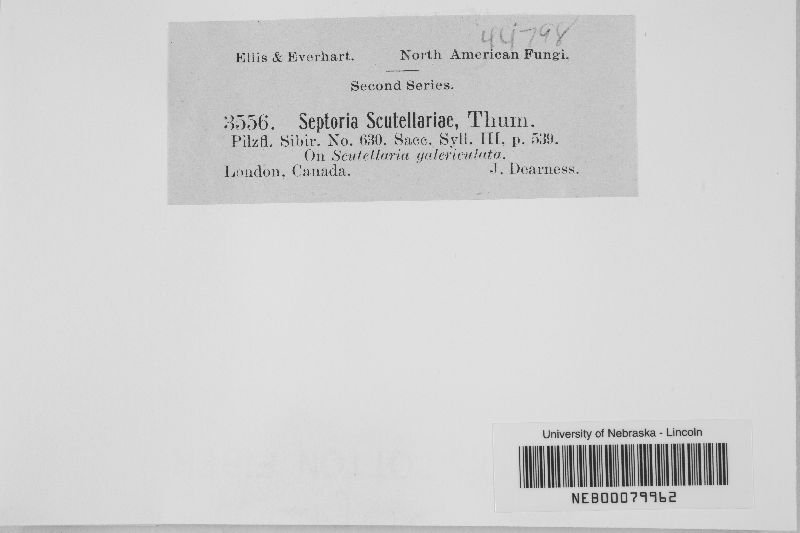 44798
Ellis & Everhart. North American Fungi.
Second Series.
3556. Septoria Scutellariae, Thum.
Pilzfl. Sibir. No. 630. Sacc. Syll. III, p. 539.
On Scutellaria galericulata.
London, Canada. J. Dearness.
University of Nebraska - Lincoln
NEB00079962